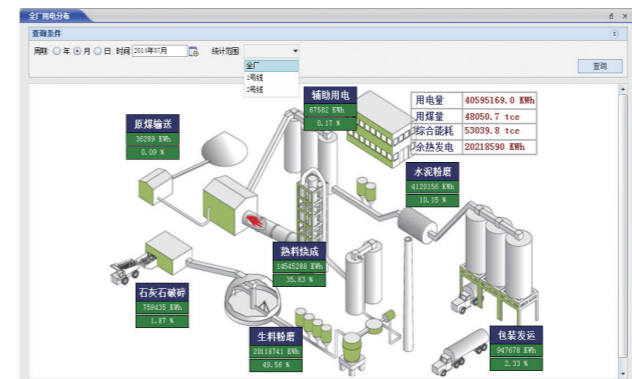 全厂用电分布
查询条件
周期: 年 月 日 时间 2014年07月 统计范围:
全厂
1号线
2号线
查询
辅助用电
67582 KWh
0.17 %
用电量 40595169.0 KWh
用煤量 48050.7 tce
综合能耗 53039.8 tce
余热发电 20218590 KWh
原煤输送
36289 KWh
0.09 %
水泥粉磨
4120156 KWh
10.15 %
熟料烧成
14545288 KWh
35.83 %
石灰石破碎
759435 KWh
1.87 %
生料粉磨
20118741 KWh
49.56 %
包装发运
947678 KWh
2.33 %